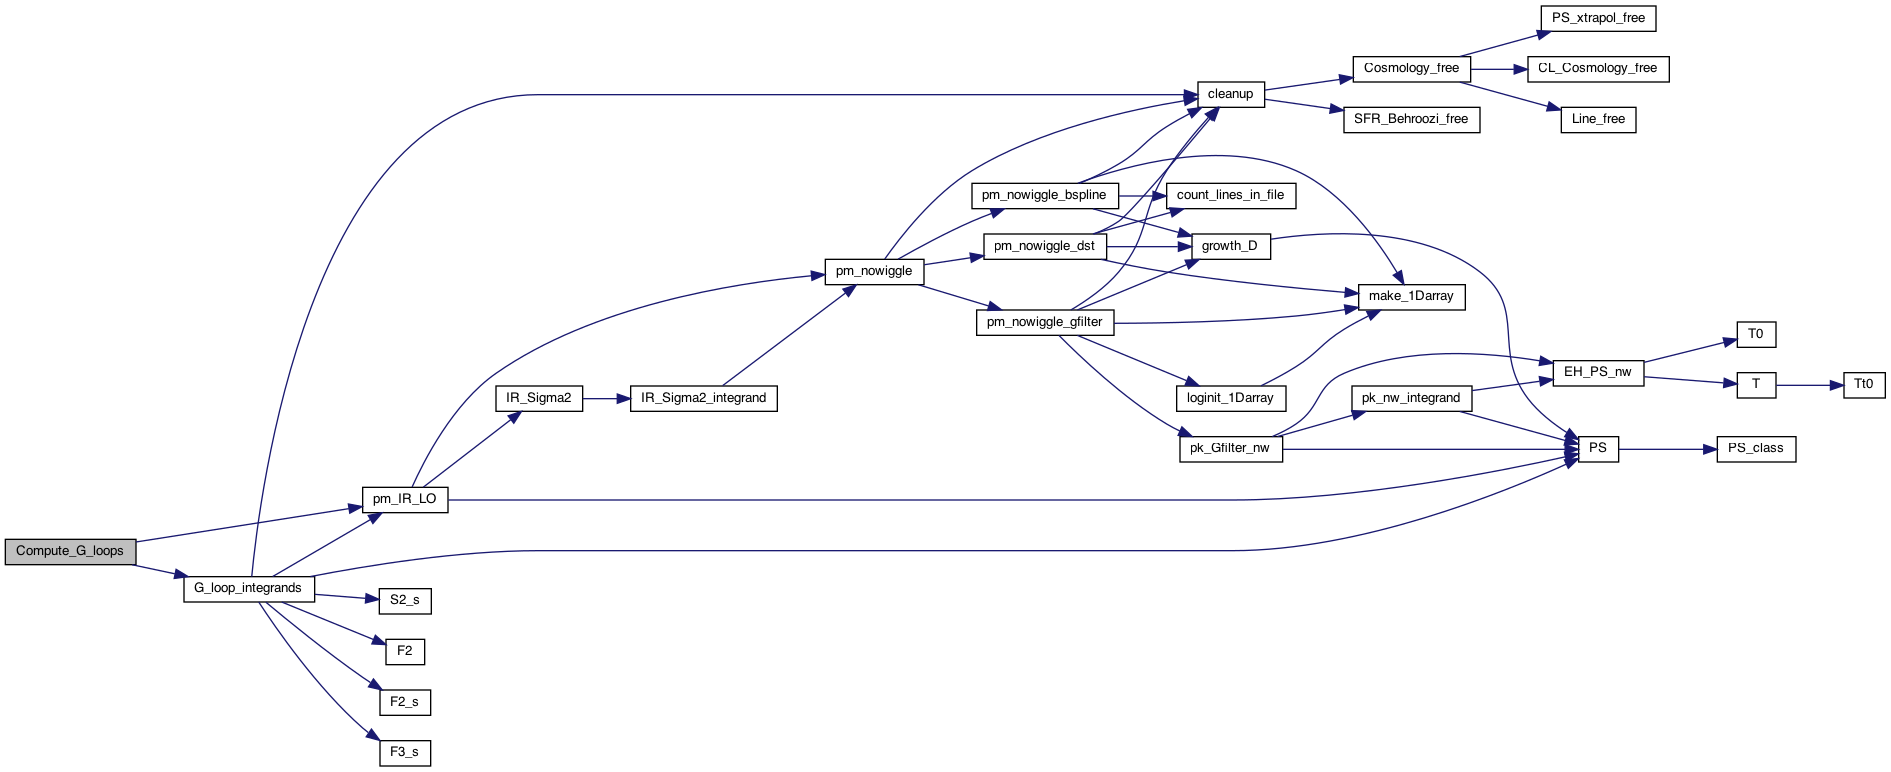 PS_xtrapol_free
Cosmology_free
CL_Cosmology_free
cleanup
SFR_Behroozi_free
Line_free
pm_nowiggle_bspline
count_lines_in_file
pm_nowiggle_dst
growth_D
pm_nowiggle
make_1Darray
pm_nowiggle_gfilter
T0
EH_PS_nw
T
Tt0
IR_Sigma2
IR_Sigma2_integrand
loginit_1Darray
pk_nw_integrand
pk_Gfilter_nw
PS
PS_class
pm_IR_LO
Compute_G_loops
G_loop_integrands
S2_s
F2
F2_s
F3_s